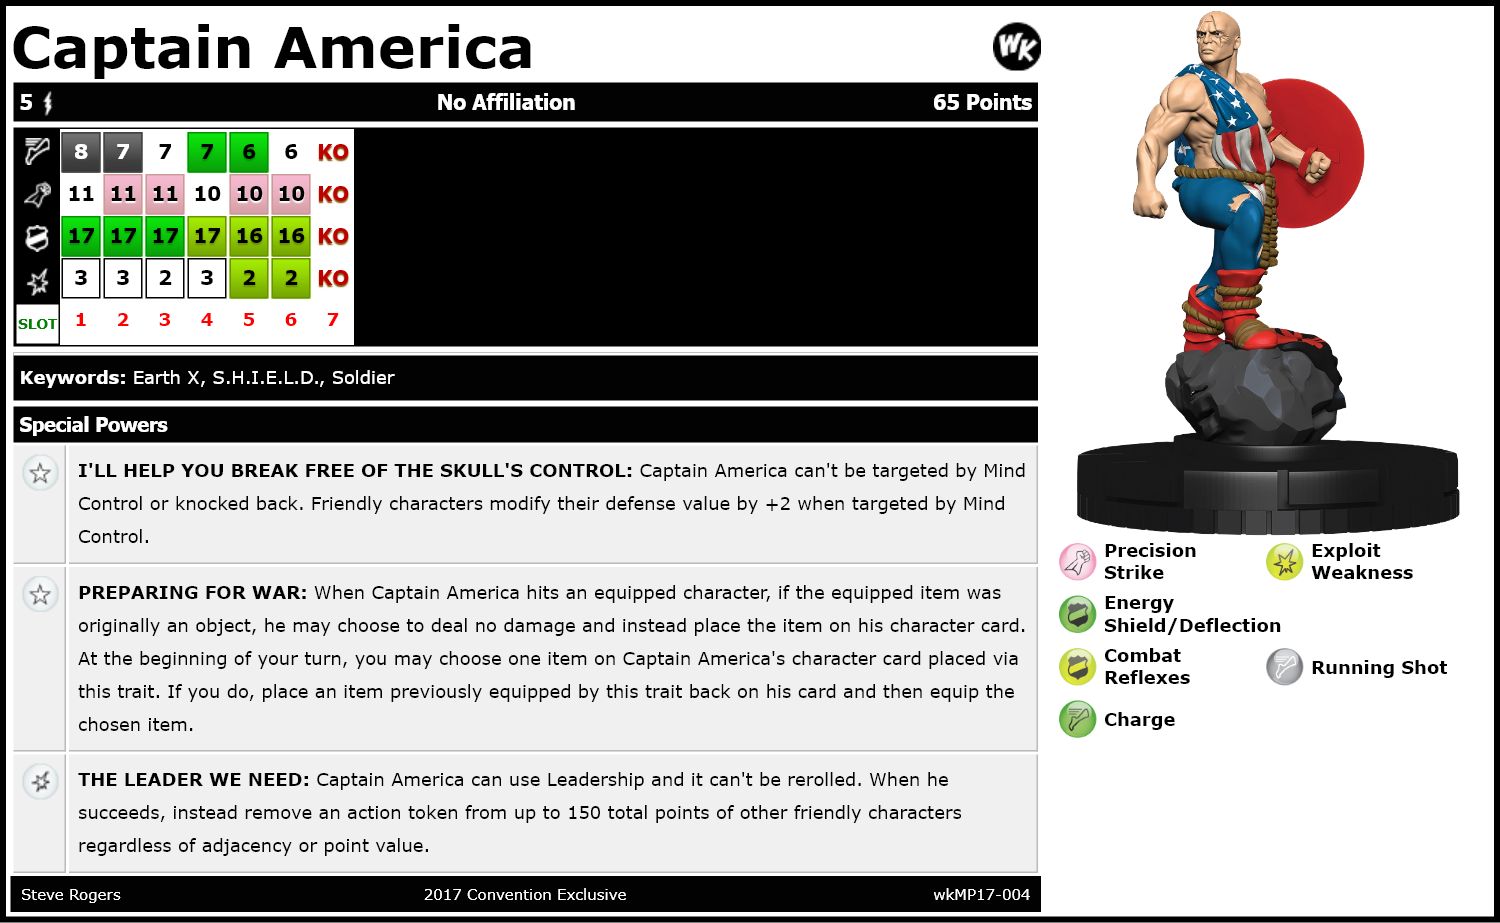 Captain America
WK
5 No Affiliation 65 Points
8 7 7 7 6 6 KO
11 11 11 10 10 10 KO
17 17 17 17 16 16 KO
3 3 2 3 2 2 KO
SLOT 1 2 3 4 5 6 7
Keywords: Earth X, S.H.I.E.L.D., Soldier
Special Powers
I'LL HELP YOU BREAK FREE OF THE SKULL'S CONTROL: Captain America can't be targeted by Mind
Control or knocked back. Friendly characters modify their defense value by +2 when targeted by Mind
Control.
PREPARING FOR WAR: When Captain America hits an equipped character, if the equipped item was
originally an object, he may choose to deal no damage and instead place the item on his character card.
At the beginning of your turn, you may choose one item on Captain America's character card placed via
this trait. If you do, place an item previously equipped by this trait back on his card and then equip the
chosen item.
THE LEADER WE NEED: Captain America can use Leadership and it can't be rerolled. When he
succeeds, instead remove an action token from up to 150 total points of other friendly characters
regardless of adjacency or point value.
Steve Rogers 2017 Convention Exclusive wkMP17-004
Precision
Strike
Exploit
Weakness
Energy
Shield/Deflection
Combat
Reflexes
Running Shot
Charge